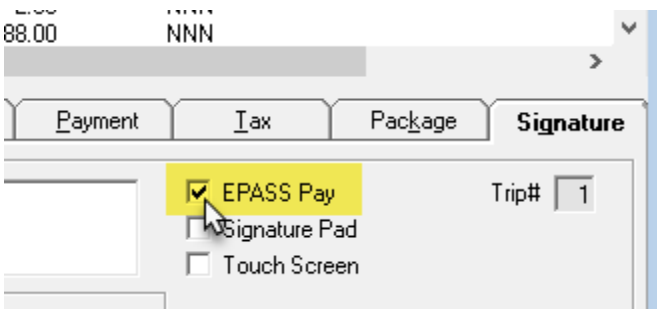 88.00 NNN
Payment Tax Package Signature
EPASS Pay Trip# 1
Signature Pad
Touch Screen